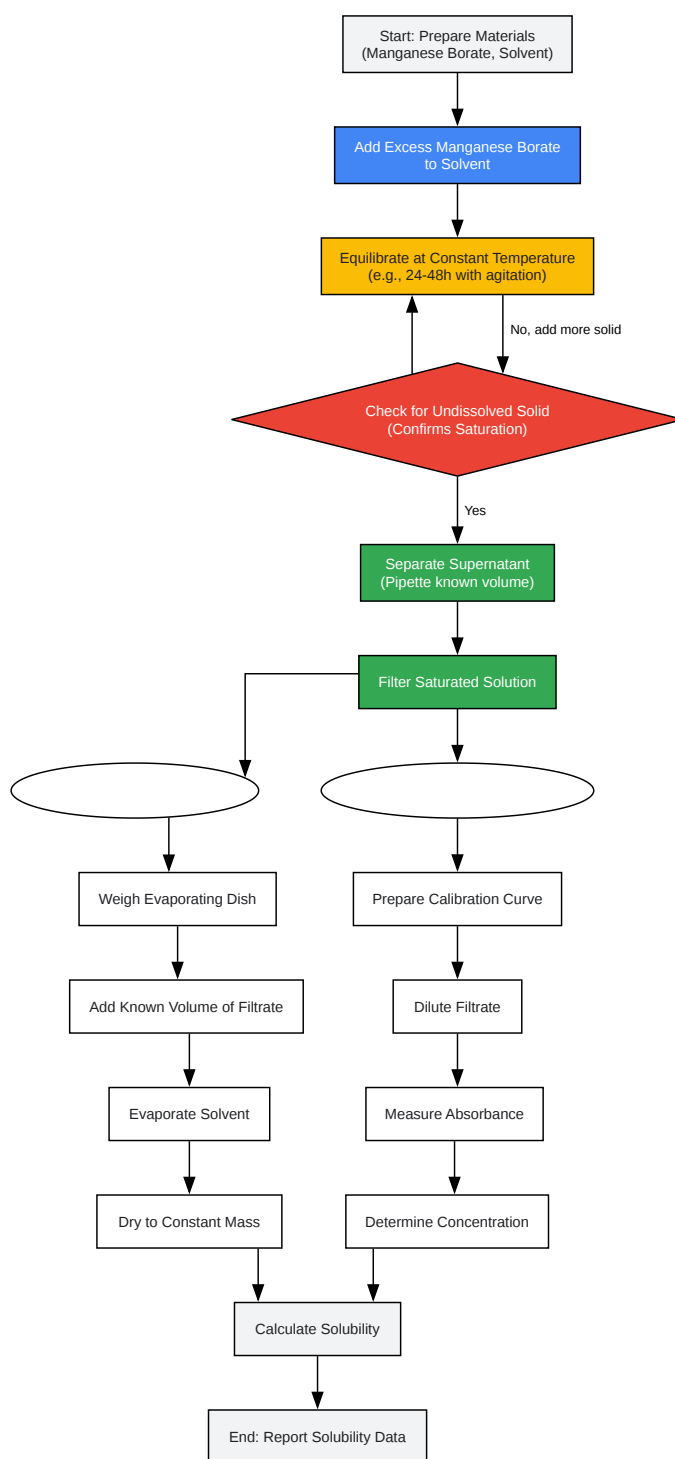 Start: Prepare Materials
(Manganese Borate, Solvent)
Add Excess Manganese Borate
to Solvent
Equilibrate at Constant Temperature
(e.g., 24-48h with agitation)
No, add more solid
Check for Undissolved Solid
(Confirms Saturation)
Yes
Separate Supernatant
(Pipette known volume)
Filter Saturated Solution
Weigh Evaporating Dish
Prepare Calibration Curve
Add Known Volume of Filtrate
Dilute Filtrate
Evaporate Solvent
Measure Absorbance
Dry to Constant Mass
Determine Concentration
Calculate Solubility
End: Report Solubility Data